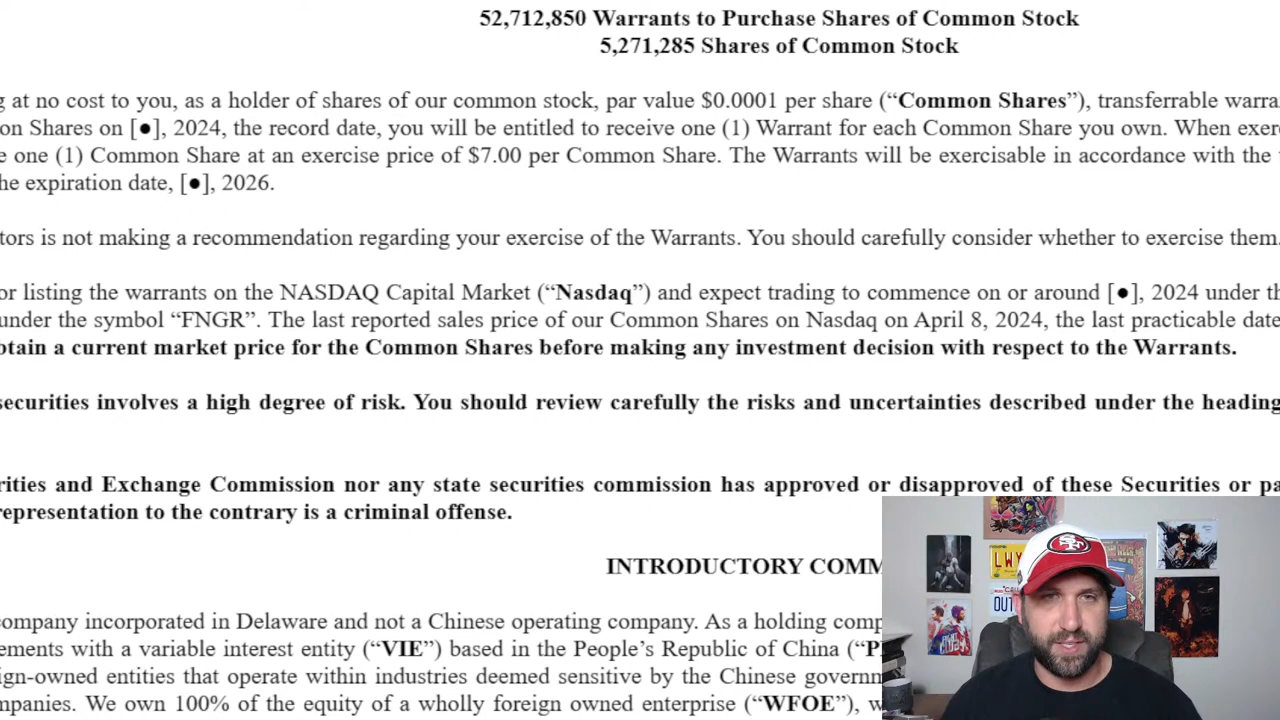 52,712,850 Warrants to Purchase Shares of Common Stock
5,271,285 Shares of Common Stock
at no cost to you, as a holder of shares of our common stock, par value $0.0001 per share (“Common Shares”), transferrable
on Shares on [●], 2024, the record date, you will be entitled to receive one (1) Warrant for each Common Share you own. When
e one (1) Common Share at an exercise price of $7.00 per Common Share. The Warrants will be exercisable in accordance with the
he expiration date, [●], 2026.
tors is not making a recommendation regarding your exercise of the Warrants. You should carefully consider whether to exercise them.
or listing the warrants on the NASDAQ Capital Market (“Nasdaq”) and expect trading to commence on or around [●], 2024 under
under the symbol “FNGR”. The last reported sales price of our Common Shares on Nasdaq on April 8, 2024, the last practicable date
btain a current market price for the Common Shares before making any investment decision with respect to the Warrants.
securities involves a high degree of risk. You should review carefully the risks and uncertainties described under the heading
rities and Exchange Commission nor any state securities commission has approved or disapproved of these Securities or
representation to the contrary is a criminal offense.
INTRODUCTORY COMM
company incorporated in Delaware and not a Chinese operating company. As a holding comp
ements with a variable interest entity (“VIE”) based in the People’s Republic of China (“P
ign-owned entities that operate within industries deemed sensitive by the Chinese governm
mpanies. We own 100% of the equity of a wholly foreign owned enterprise (“WFOE”), w
SF
LWY
OUT